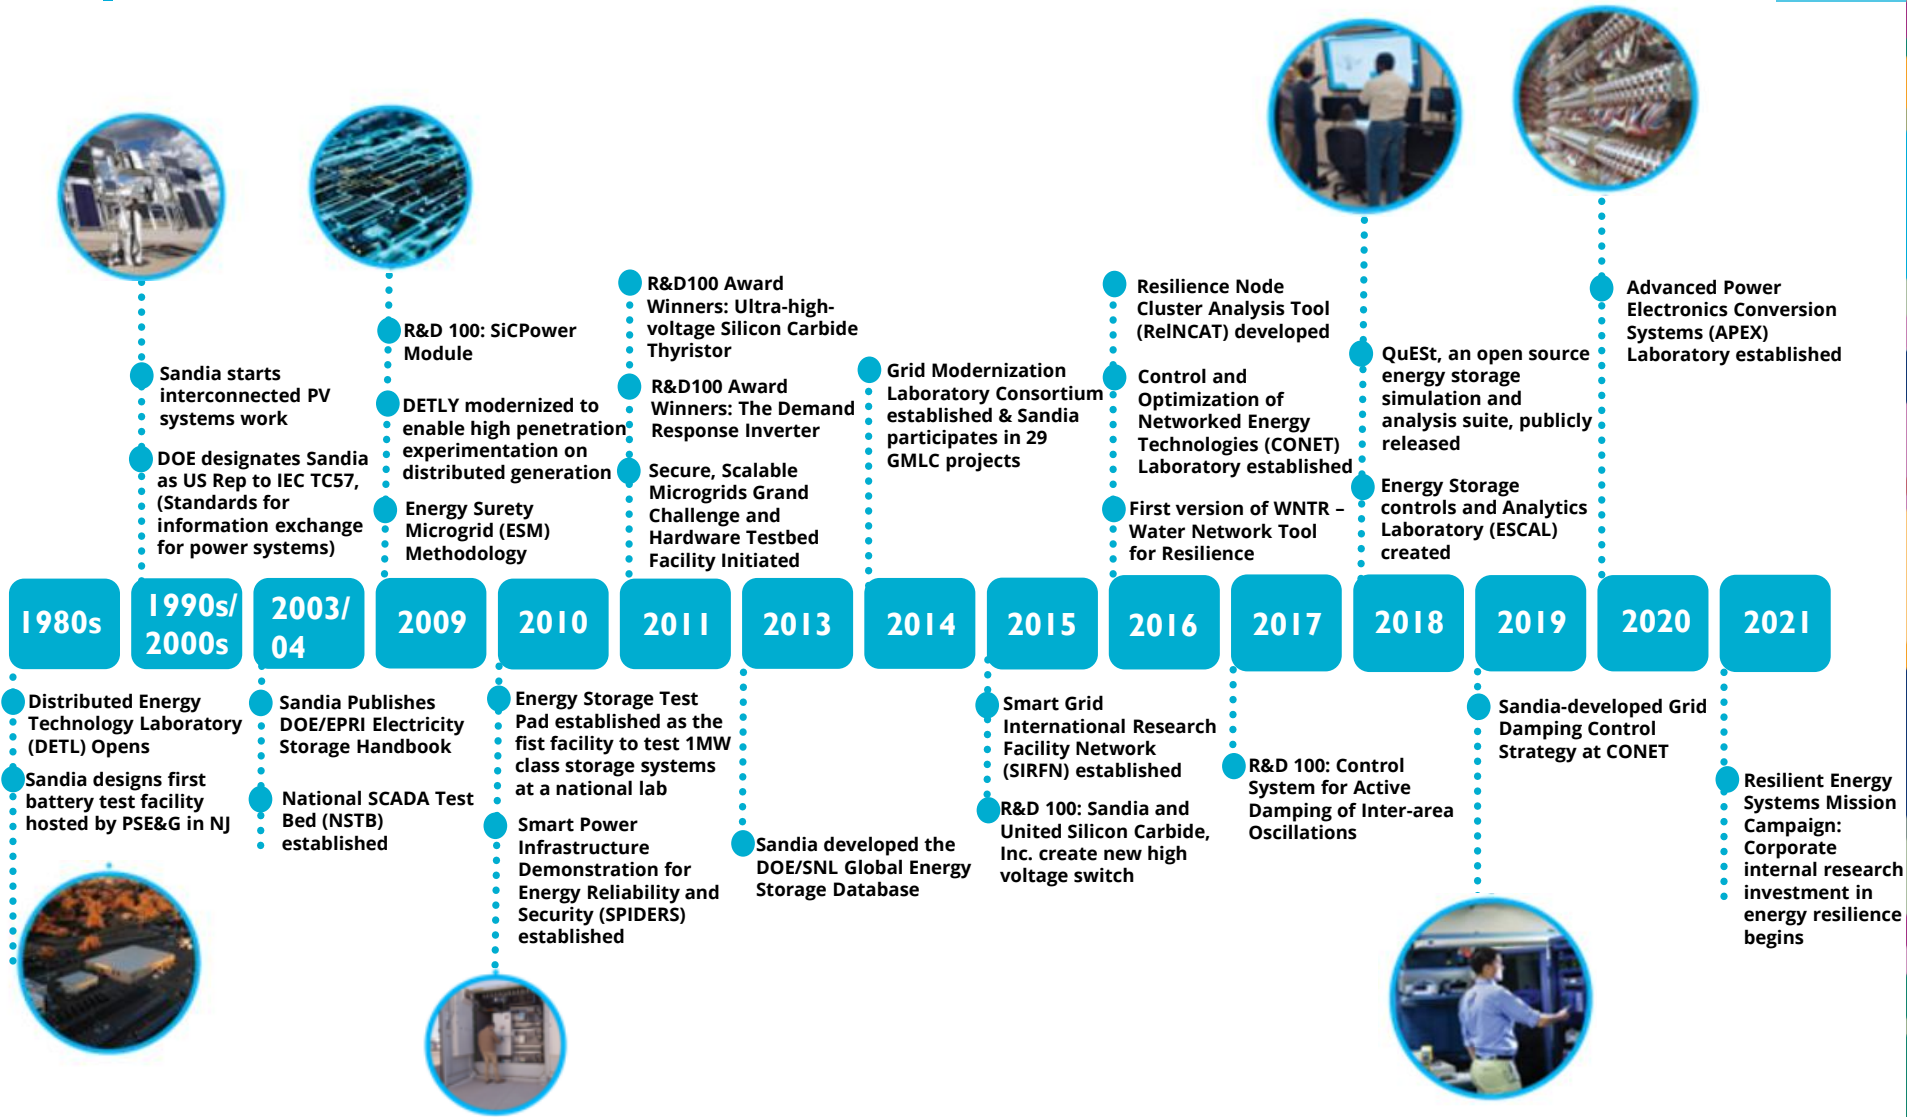 Sandia starts
interconnected PV
systems work
DOE designates Sandia
as US Rep to IEC TC57,
(Standards for
information exchange
for power systems)
R&D 100: SiCPower
Module
DETLY modernized to
enable high penetration
experimentation on
distributed generation
Energy Surety
Microgrid (ESM)
Methodology
R&D100 Award
Winners: Ultra-high-
voltage Silicon Carbide
Thyristor
R&D100 Award
Winners: The Demand
Response Inverter
Secure, Scalable
Microgrids Grand
Challenge and
Hardware Testbed
Facility Initiated
Grid Modernization
Laboratory Consortium
established & Sandia
participates in 29
GMLC projects
Resilience Node
Cluster Analysis Tool
(RelNCAT) developed
Control and
Optimization of
Networked Energy
Technologies (CONET)
Laboratory established
First version of WNTR –
Water Network Tool
for Resilience
QuESt, an open source
energy storage
simulation and
analysis suite, publicly
released
Energy Storage
controls and Analytics
Laboratory (ESCAL)
created
Advanced Power
Electronics Conversion
Systems (APEX)
Laboratory established
1980s
1990s/
2000s
2003/
04
2009
2010
2011
2013
2014
2015
2016
2017
2018
2019
2020
2021
Distributed Energy
Technology Laboratory
(DETL) Opens
Sandia designs first
battery test facility
hosted by PSE&G in NJ
Sandia Publishes
DOE/EPRI Electricity
Storage Handbook
National SCADA Test
Bed (NSTB)
established
Energy Storage Test
Pad established as the
fist facility to test 1MW
class storage systems
at a national lab
Smart Power
Infrastructure
Demonstration for
Energy Reliability and
Security (SPIDERS)
established
Sandia developed the
DOE/SNL Global Energy
Storage Database
Smart Grid
International Research
Facility Network
(SIRFN) established
R&D 100: Sandia and
United Silicon Carbide,
Inc. create new high
voltage switch
R&D 100: Control
System for Active
Damping of Inter-area
Oscillations
Sandia-developed Grid
Damping Control
Strategy at CONET
Resilient Energy
Systems Mission
Campaign:
Corporate
internal research
investment in
energy resilience
begins